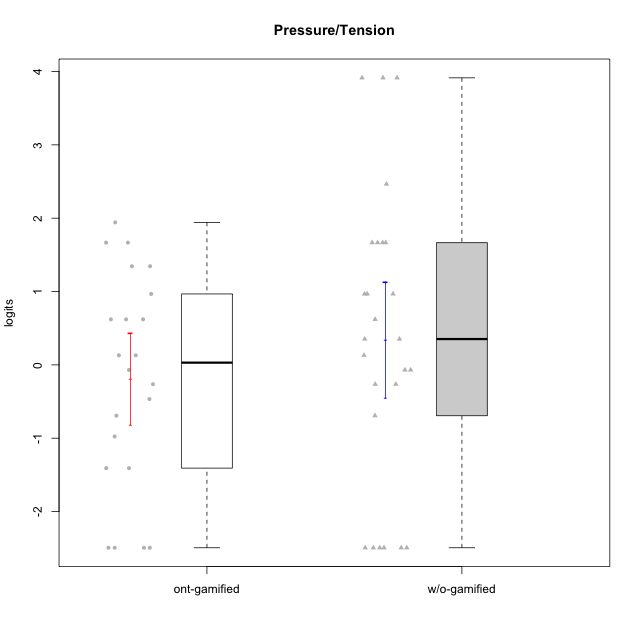 Pressure/Tension
logits
4
3
2
1
0
-1
-2
ont-gamified
w/o-gamified